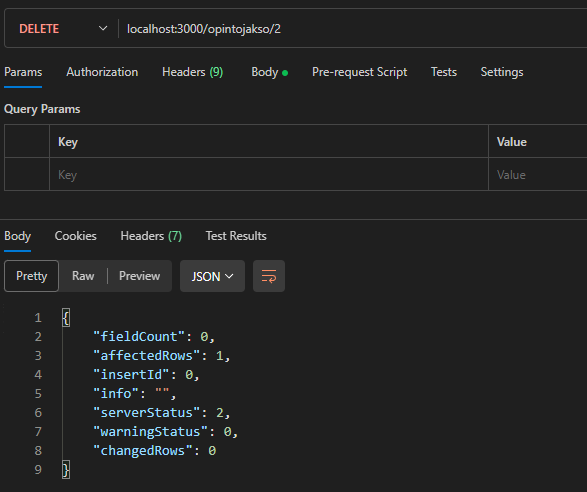 DELETE localhost:3000/opintojakso/2
Params Authorization Headers (9) Body Pre-request Script Tests Settings
Query Params
Key Value
Key Value
Body Cookies Headers (7) Test Results
Pretty Raw Preview JSON
1 {
2 "fieldCount": 0,
3 "affectedRows": 1,
4 "insertId": 0,
5 "info": "",
6 "serverStatus": 2,
7 "warningStatus": 0,
8 "changedRows": 0
9 }